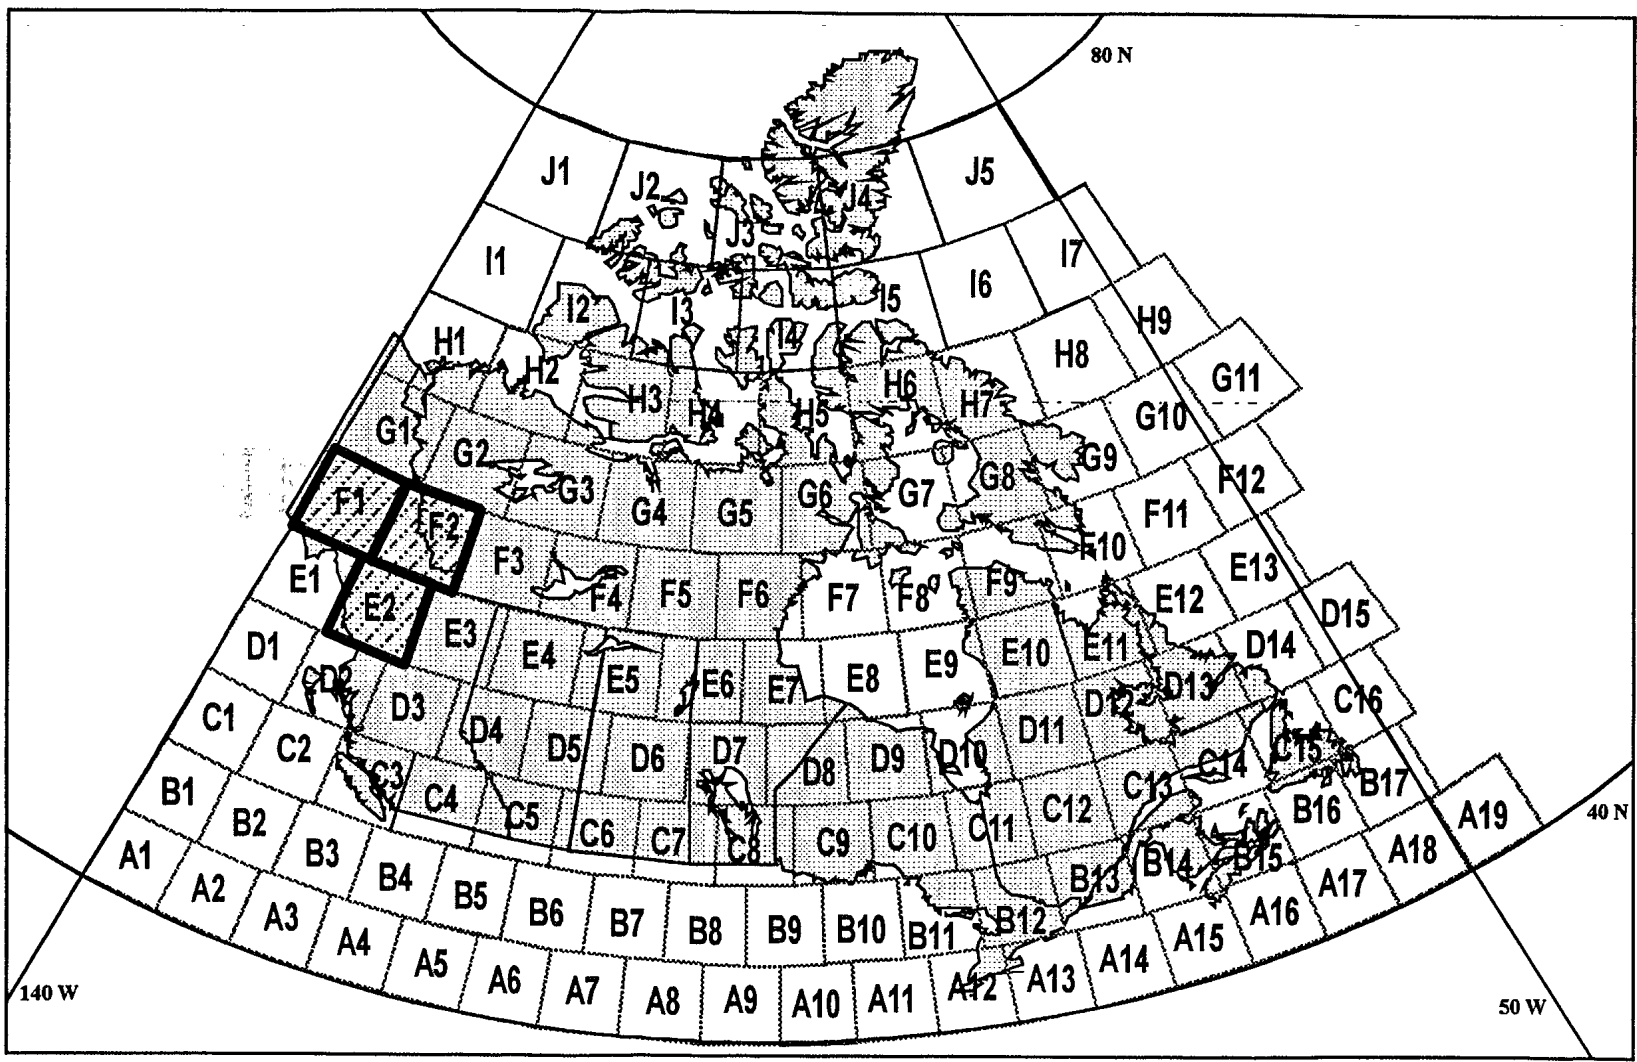 80 N
J1 J2 J3 J4 J5
I1 I2 I3 I4 I5 I6 I7
H1 H2 H3 H4 H5 H6 H7 H8 H9
G1 G2 G3 G4 G5 G6 G7 G8 G9 G10 G11
F1 F2 F3 F4 F5 F6 F7 F8 F9 F10 F11 F12
E1 E2 E3 E4 E5 E6 E7 E8 E9 E10 E11 E12 E13
D1 D2 D3 D4 D5 D6 D7 D8 D9 D10 D11 D12 D13 D14 D15
C1 C2 C3 C4 C5 C6 C7 C8 C9 C10 C11 C12 C13 C14 C15 C16
B1 B2 B3 B4 B5 B6 B7 B8 B9 B10 B11 B12 B13 B14 B15 B16 B17
A1 A2 A3 A4 A5 A6 A7 A8 A9 A10 A11 A12 A13 A14 A15 A16 A17 A18 A19
40 N
140 W
50 W